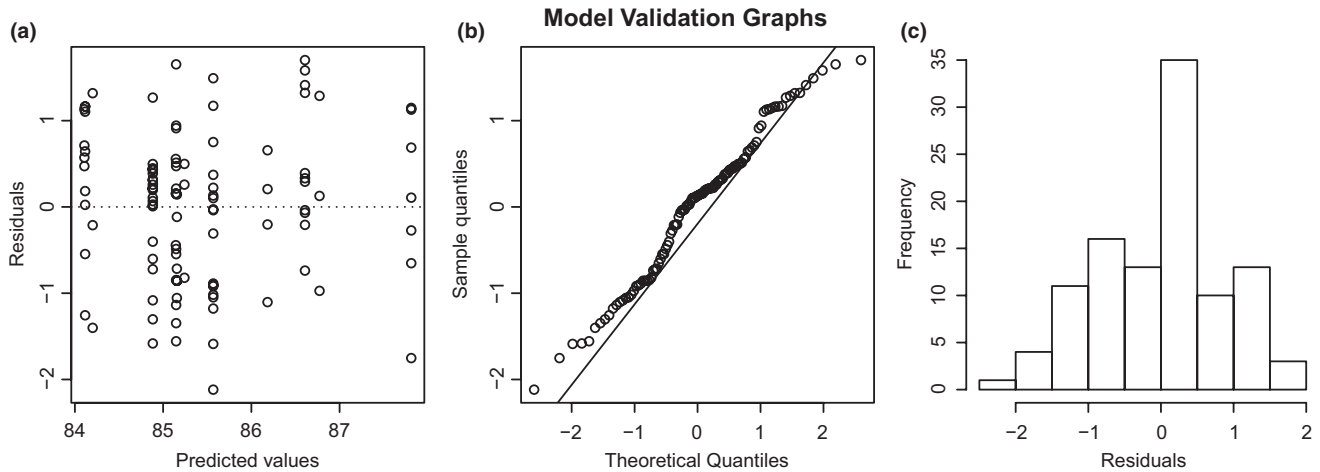 Model Validation Graphs
(a)
1
0
−1
−2
Residuals
84 85 86 87
Predicted values
(b)
1
0
−1
−2
Sample quantiles
−2 −1 0 1 2
Theoretical Quantiles
(c)
35
30
25
20
15
10
5
0
Frequency
−2 −1 0 1 2
Residuals